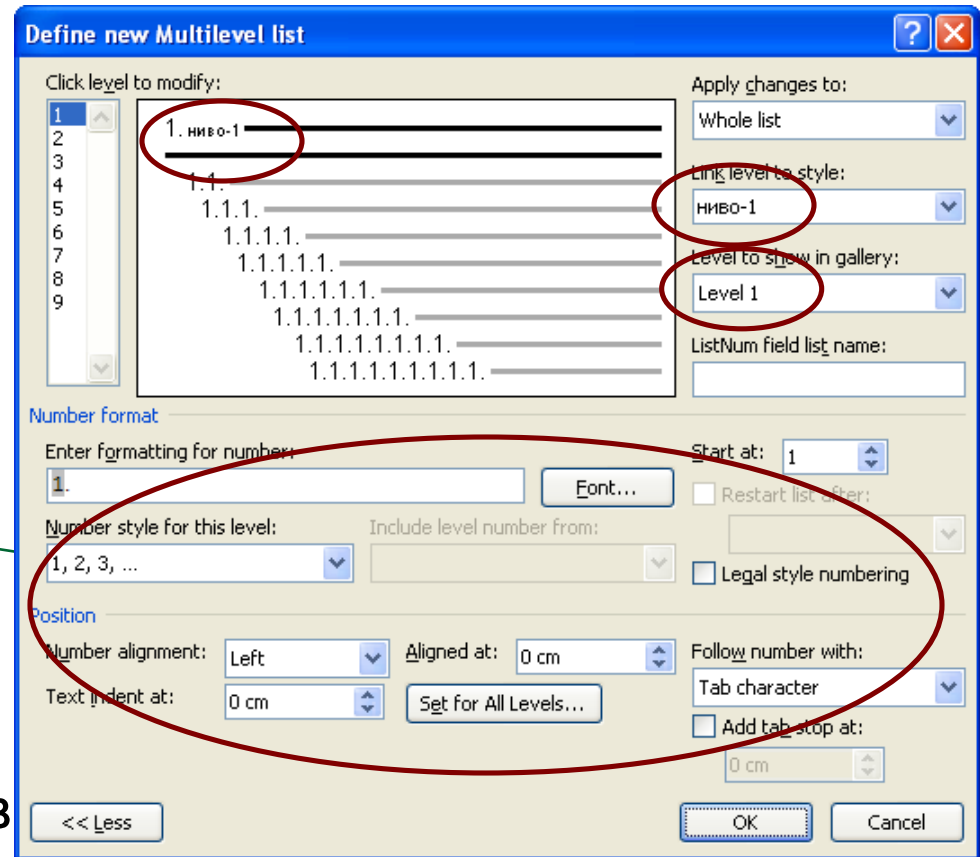 Define new Multilevel list
Click level to modify:
1
2
3
4
5
6
7
8
9
1. ниво-1
1.1.
1.1.1.
1.1.1.1.
1.1.1.1.1.
1.1.1.1.1.1.
1.1.1.1.1.1.1.
1.1.1.1.1.1.1.1.
1.1.1.1.1.1.1.1.1.
Apply changes to:
Whole list
Link level to style:
ниво-1
Level to show in gallery:
Level 1
ListNum field list name:
Number format
Enter formatting for number:
1.
Font...
Start at: 1
Restart list after:
Number style for this level:
Include level number from:
1, 2, 3, ...
Legal style numbering
Position
Number alignment: Left
Aligned at: 0 cm
Follow number with:
Tab character
Text indent at: 0 cm
Set for All Levels...
Add tab stop at:
0 cm
<< Less
OK
Cancel